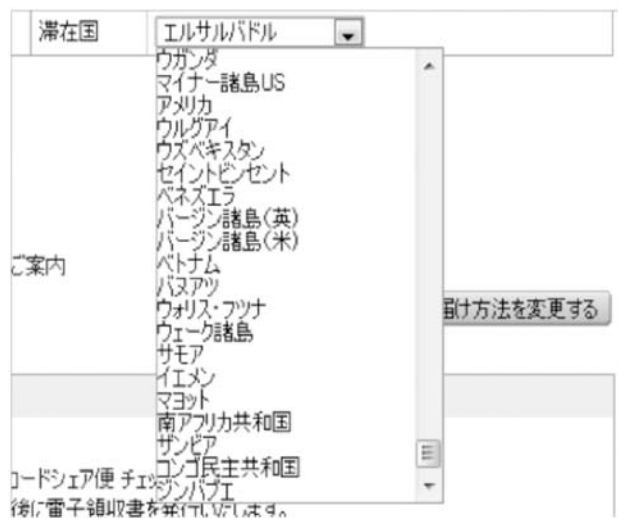 滞在国
エルサルバドル
ウガンダ
マイナー諸島US
アメリカ
ウルグアイ
ウズベキスタン
セイントビンセント
ベネズエラ
バージン諸島(英)
バージン諸島(米)
ベトナム
バヌアツ
ウォリス・フツナ
ウェーク諸島
サモア
イエメン
マヨット
南アフリカ共和国
ザンビア
コンゴ民主共和国
ジンバブエ
ご案内
届け方法を変更する
コードシェア便 チェッ
後に電子領収書を発行いたします。